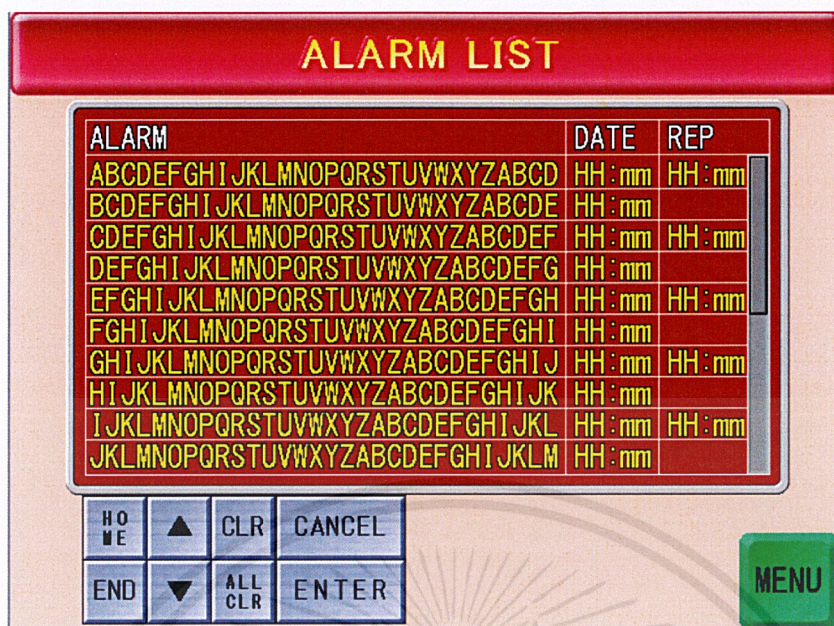 ALARM LIST
ALARM DATE REP
ABCDEFGHIJKLMNOPQRSTUVWXYZABCD HH:mm HH:mm
BCDEFGHIJKLMNOPQRSTUVWXYZABCDE HH:mm
CDEFGHIJKLMNOPQRSTUVWXYZABCDEF HH:mm HH:mm
DEFGHIJKLMNOPQRSTUVWXYZABCDEFG HH:mm
EFGHIJKLMNOPQRSTUVWXYZABCDEFGH HH:mm HH:mm
FGHIJKLMNOPQRSTUVWXYZABCDEFGHI HH:mm
GHIJKLMNOPQRSTUVWXYZABCDEFGHIJ HH:mm HH:mm
HIJKLMNOPQRSTUVWXYZABCDEFGHIJK HH:mm
IJKLMNOPQRSTUVWXYZABCDEFGHIJKL HH:mm HH:mm
JKLMNOPQRSTUVWXYZABCDEFGHIJKLM HH:mm
HOME ▲ CLR CANCEL
END ▼ ALL CLR ENTER
MENU